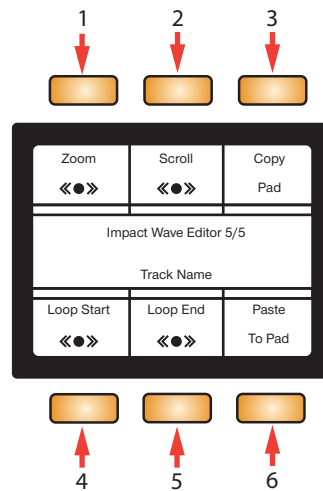 1 2 3
Zoom Scroll Copy
Pad
Impact Wave Editor 5/5
Track Name
Loop Start Loop End Paste
To Pad
4 5 6